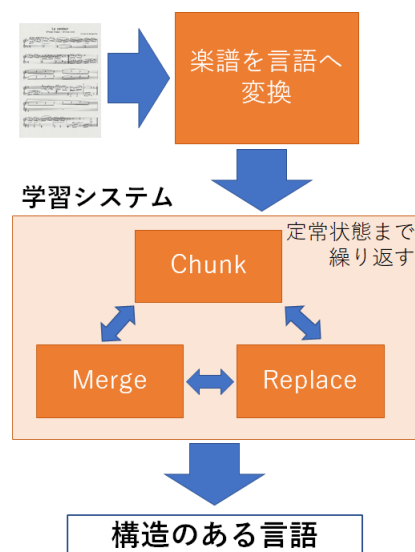 楽譜を言語へ
変換
学習システム
定常状態まで
繰り返す
Chunk
Merge
Replace
構造のある言語